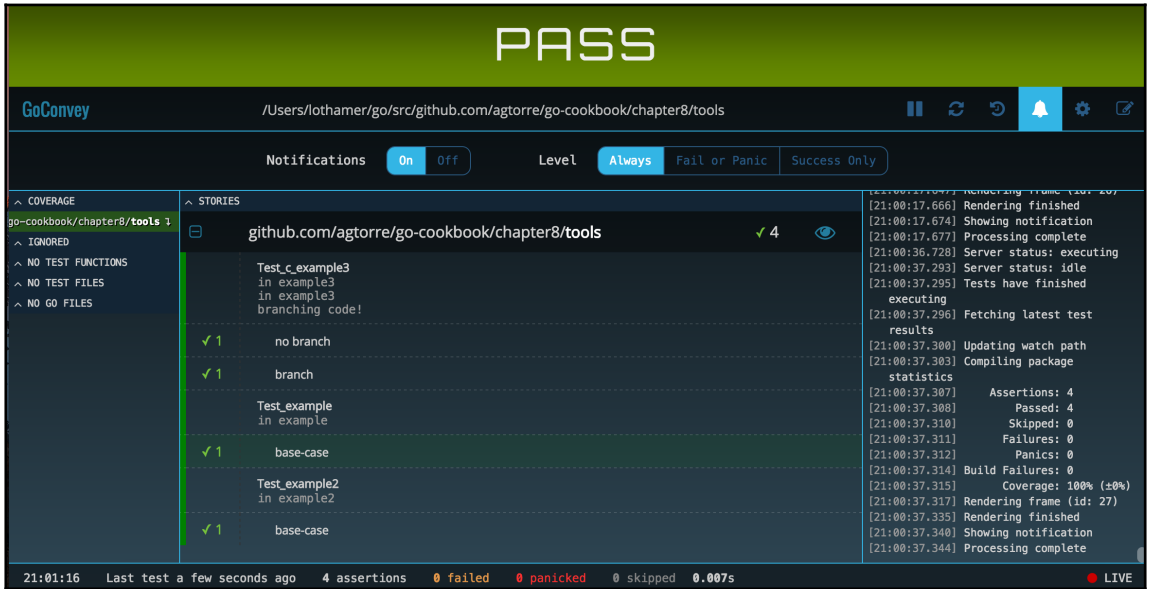 PASS
GoConvey
/Users/lothamer/go/src/github.com/agtorre/go-cookbook/chapter8/tools
Notifications On Off Level Always Fail or Panic Success Only
COVERAGE
go-cookbook/chapter8/tools
IGNORED
NO TEST FUNCTIONS
NO TEST FILES
NO GO FILES
STORIES
github.com/agtorre/go-cookbook/chapter8/tools ✓ 4
Test_c_example3
in example3
in example3
branching code!
✓ 1 no branch
✓ 1 branch
Test_example
in example
✓ 1 base-case
Test_example2
in example2
✓ 1 base-case
[21:00:17.647] Rendering frame (id: 26)
[21:00:17.666] Rendering finished
[21:00:17.674] Showing notification
[21:00:17.677] Processing complete
[21:00:36.728] Server status: executing
[21:00:37.293] Server status: idle
[21:00:37.295] Tests have finished
executing
[21:00:37.296] Fetching latest test
results
[21:00:37.300] Updating watch path
[21:00:37.303] Compiling package
statistics
[21:00:37.307] Assertions: 4
[21:00:37.308] Passed: 4
[21:00:37.310] Skipped: 0
[21:00:37.311] Failures: 0
[21:00:37.312] Panics: 0
[21:00:37.314] Build Failures: 0
[21:00:37.315] Coverage: 100% (±0%)
[21:00:37.317] Rendering frame (id: 27)
[21:00:37.335] Rendering finished
[21:00:37.340] Showing notification
[21:00:37.344] Processing complete
21:01:16 Last test a few seconds ago 4 assertions 0 failed 0 panicked 0 skipped 0.007s LIVE